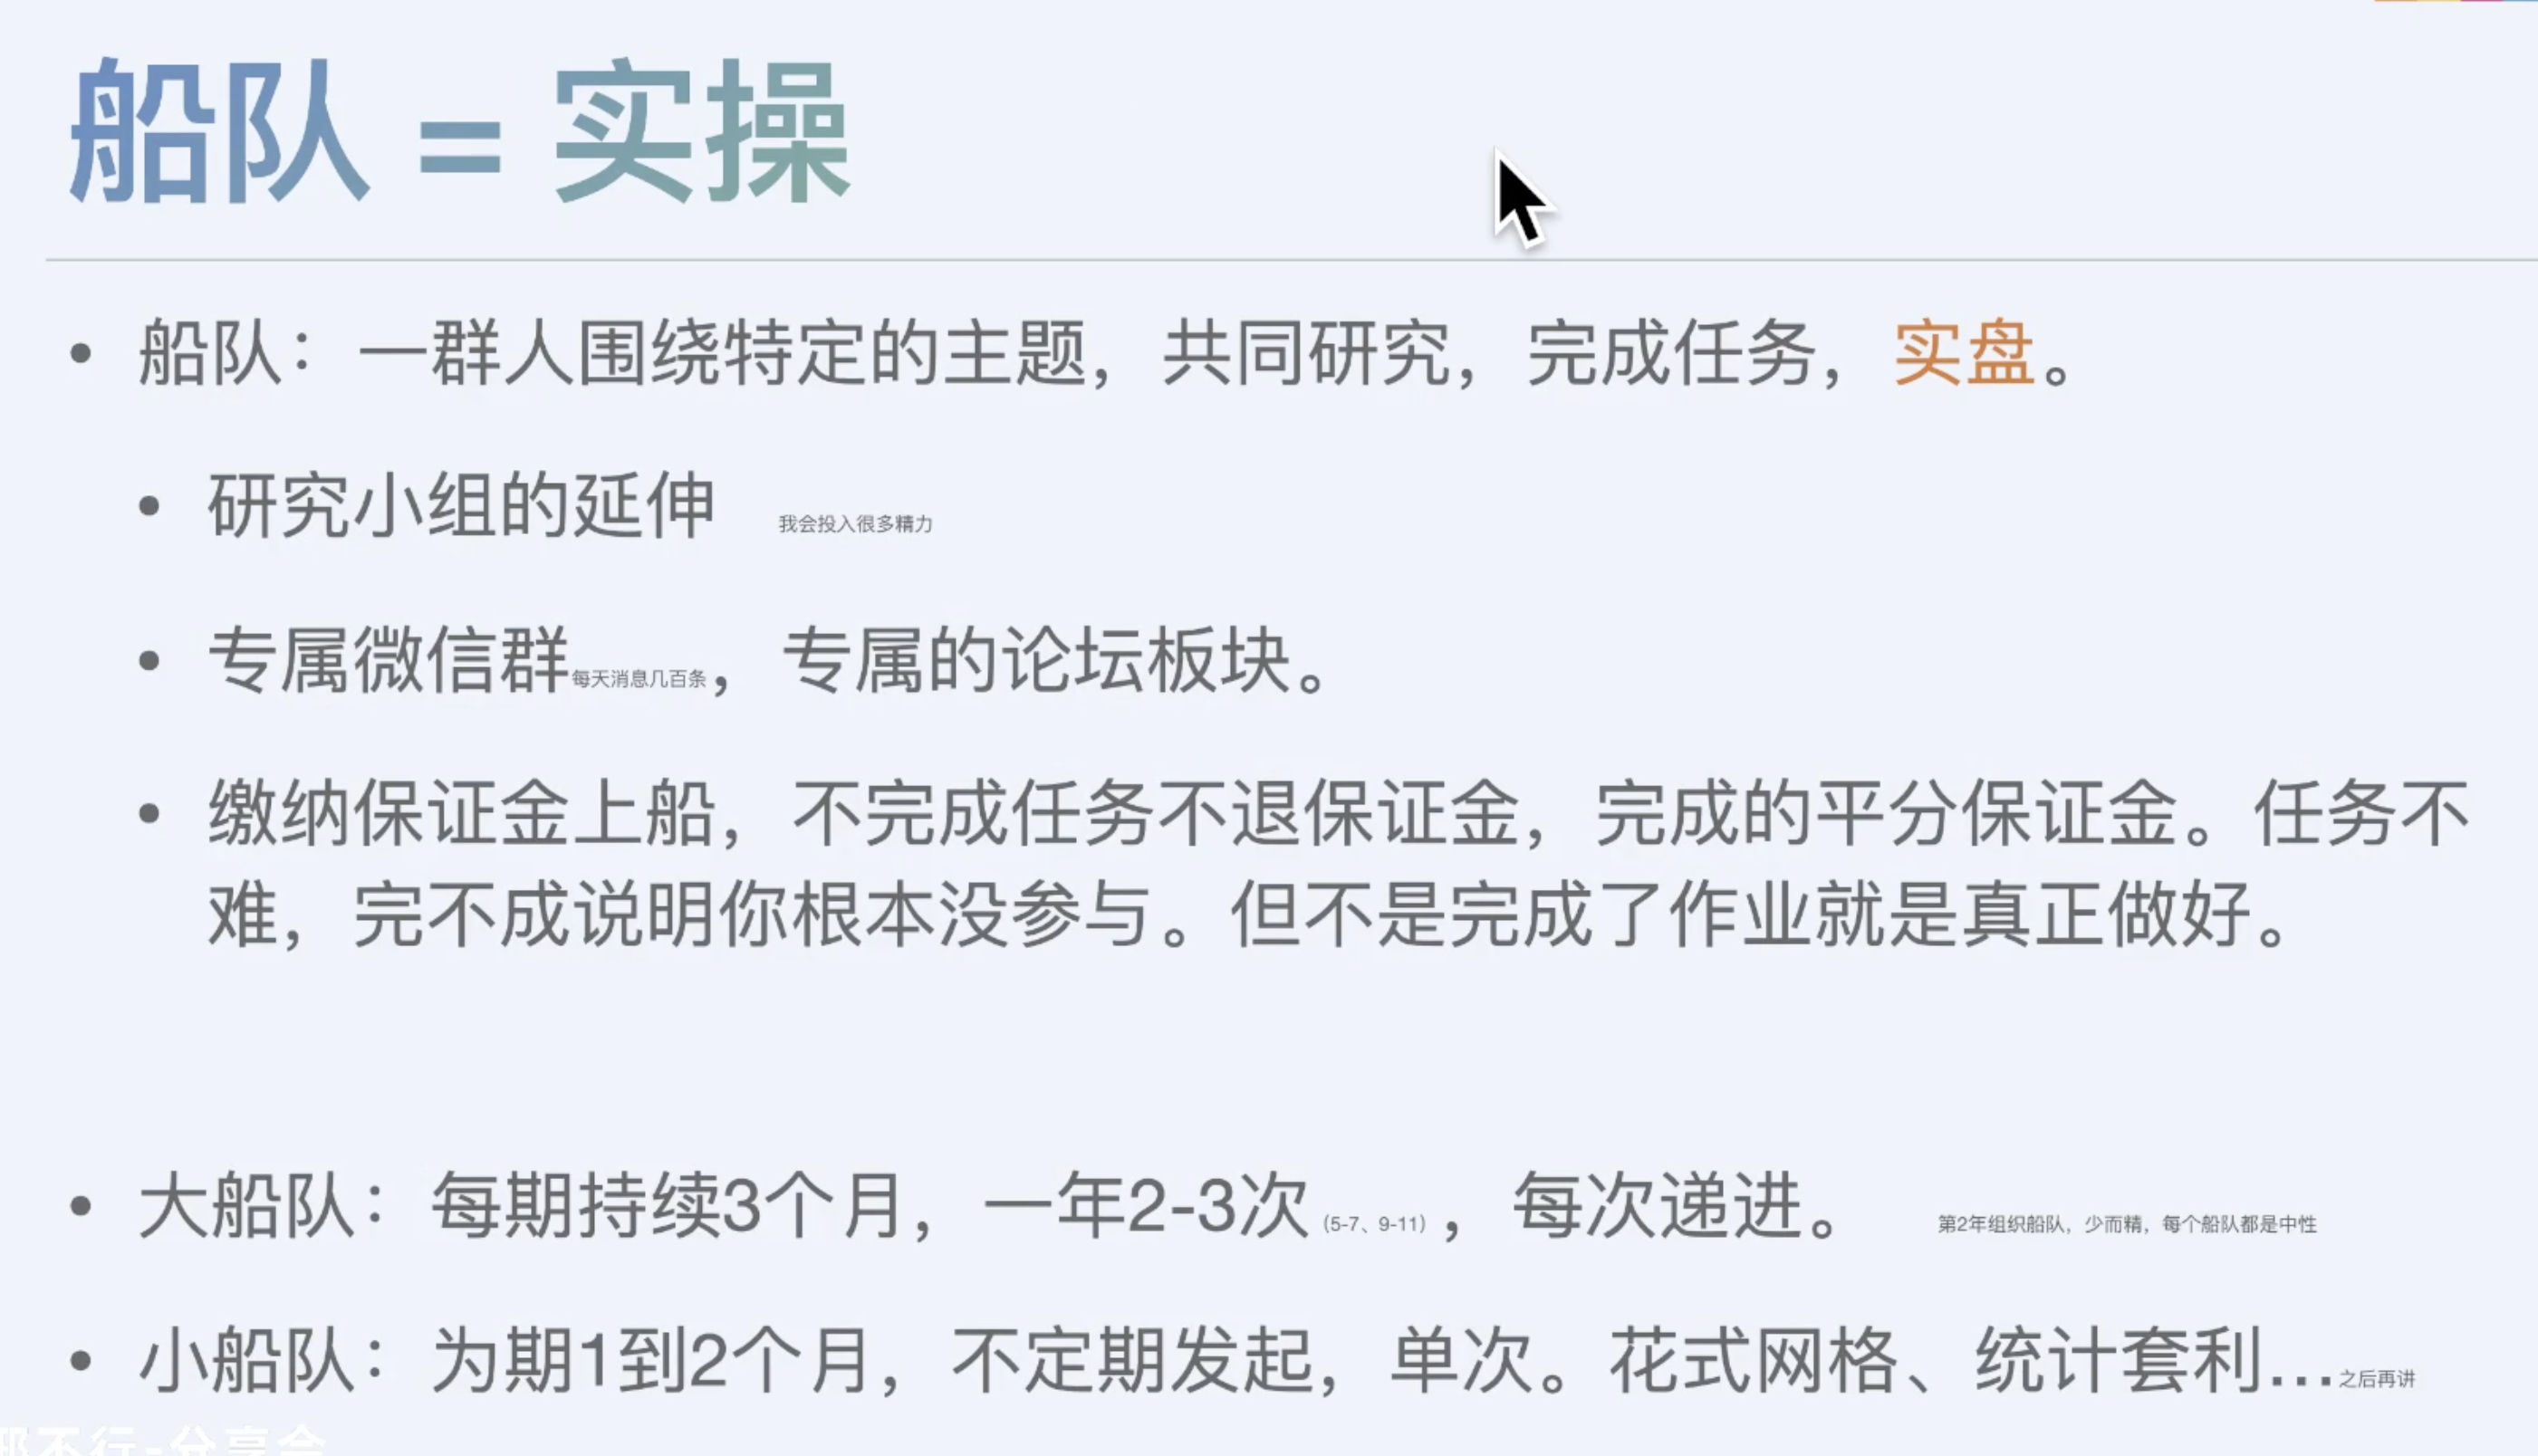 船队 = 实操
• 船队：一群人围绕特定的主题，共同研究，完成任务，实盘。
• 研究小组的延伸 我会投入很多精力
• 专属微信群每天消息几百条，专属的论坛板块。
• 缴纳保证金上船，不完成任务不退保证金，完成的平分保证金。任务不
难，完不成说明你根本没参与。但不是完成了作业就是真正做好。
• 大船队：每期持续3个月，一年2-3次（5-7、9-11），每次递进。 第2年组织船队，少而精，每个船队都是中性
• 小船队：为期1到2个月，不定期发起，单次。花式网格、统计套利…之后再讲
不行-分享会